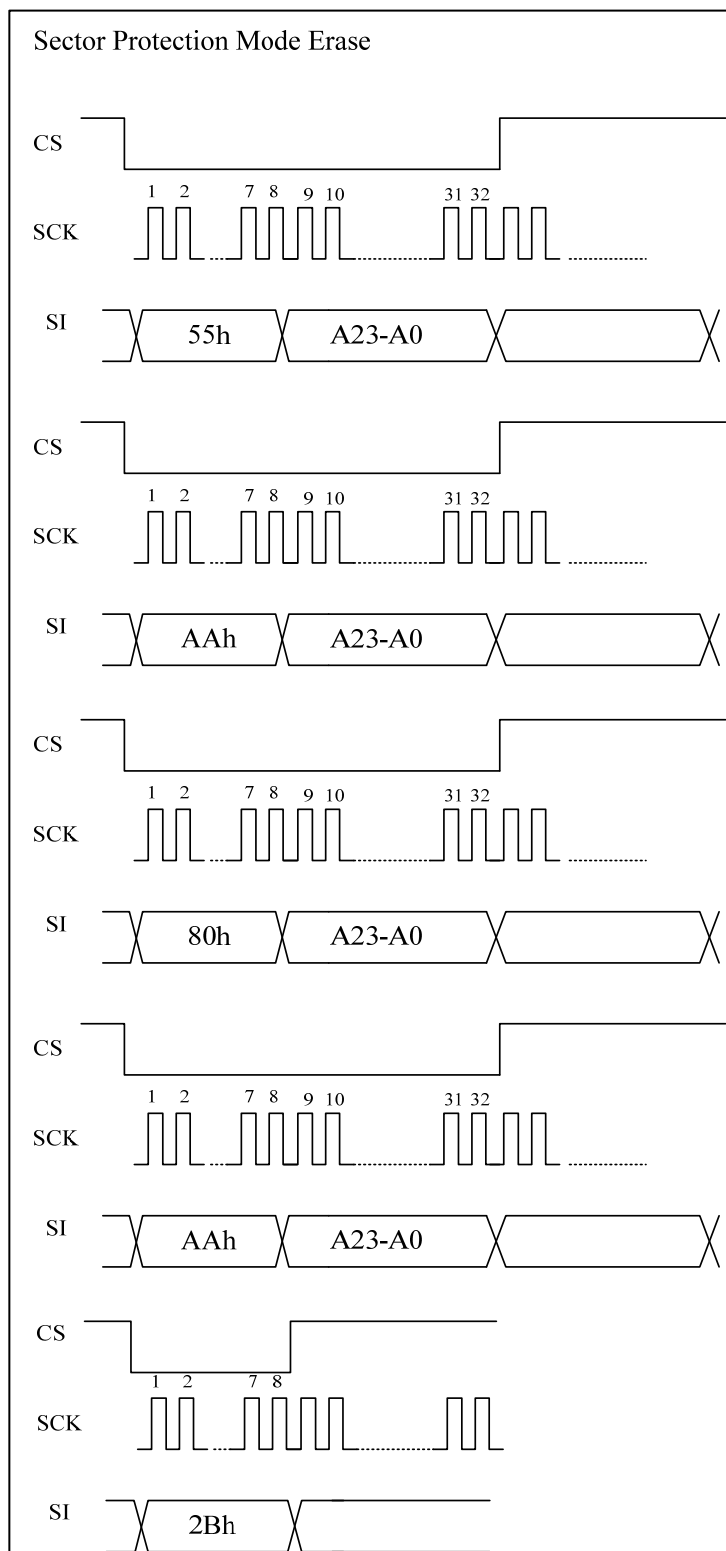 Sector Protection Mode Erase
CS
1 2 7 8 9 10 31 32
SCK
SI 55h A23-A0
CS
1 2 7 8 9 10 31 32
SCK
SI AAh A23-A0
CS
1 2 7 8 9 10 31 32
SCK
SI 80h A23-A0
CS
1 2 7 8 9 10 31 32
SCK
SI AAh A23-A0
CS
1 2 7 8
SCK
SI 2Bh